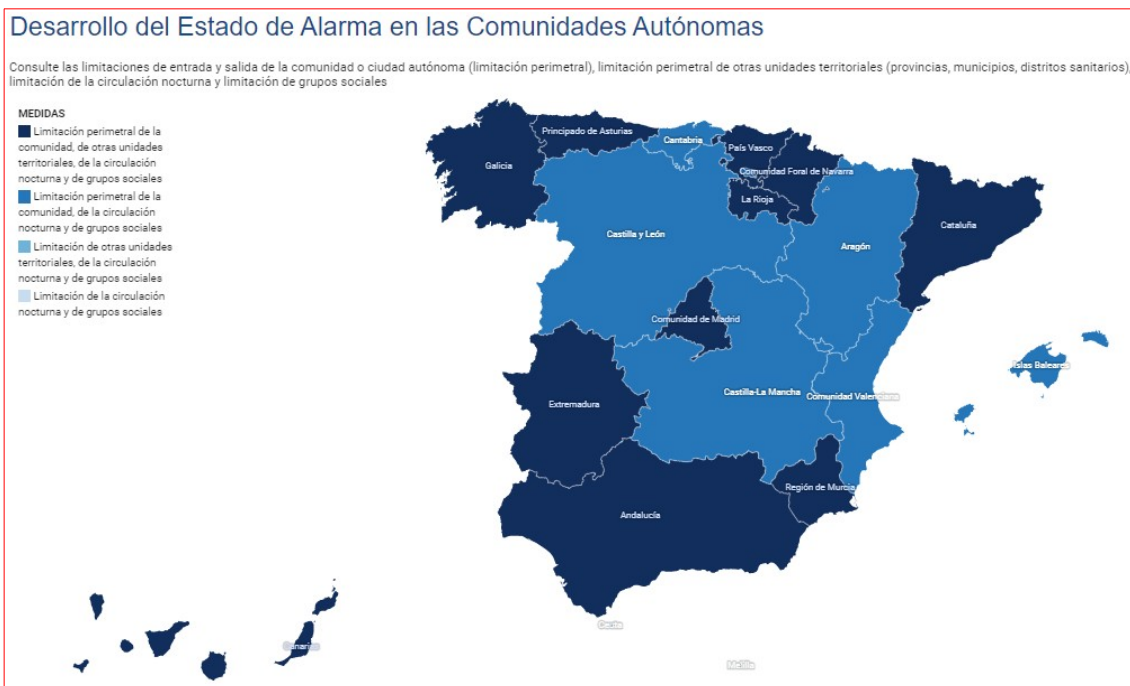 Desarrollo del Estado de Alarma en las Comunidades Autónomas
Consulte las limitaciones de entrada y salida de la comunidad o ciudad autónoma (limitación perimetral), limitación perimetral de otras unidades territoriales (provincias, municipios, distritos sanitarios),
limitación de la circulación nocturna y limitación de grupos sociales
MEDIDAS
Limitación perimetral de la
comunidad, de otras unidades
territoriales, de la circulación
nocturna y de grupos sociales
Limitación perimetral de la
comunidad, de la circulación
nocturna y de grupos sociales
Limitación de otras unidades
territoriales, de la circulación
nocturna y de grupos sociales
Limitación de la circulación
nocturna y de grupos sociales
Principado de Asturias
Cantabria
País Vasco
Galicia
Comunidad Foral de Navarra
La Rioja
Cataluña
Castilla y León
Aragón
Comunidad de Madrid
Islas Baleares
Castilla-La Mancha
Comunidad Valenciana
Extremadura
Región de Murcia
Andalucía
Ceuta
Canarias
Melilla